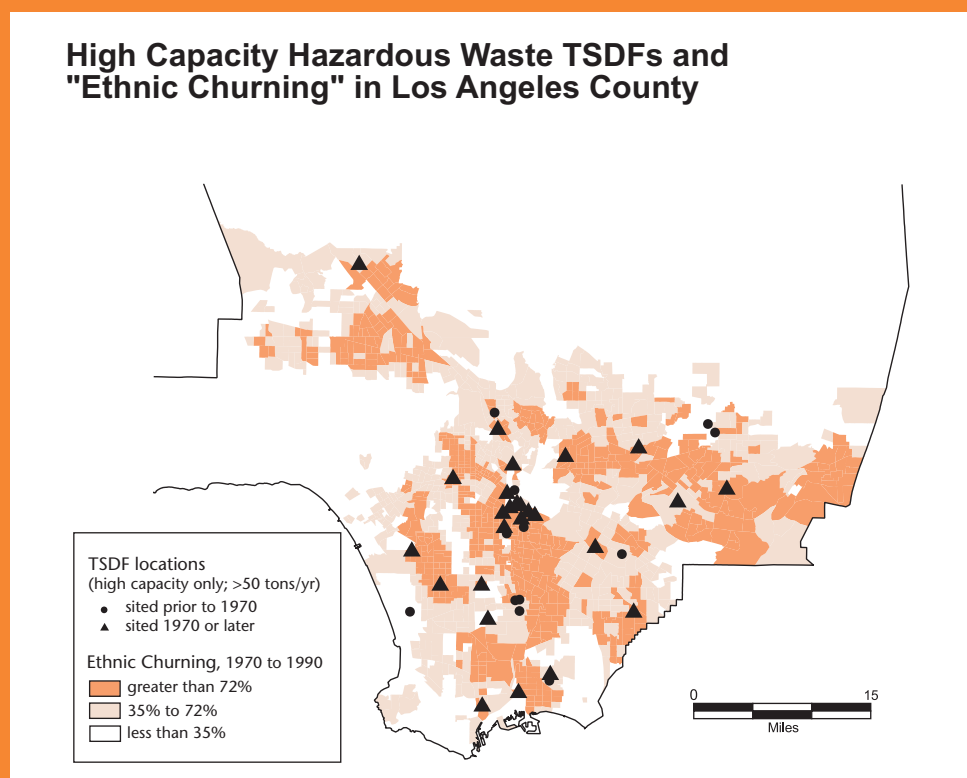 High Capacity Hazardous Waste TSDFs and
"Ethnic Churning" in Los Angeles County
TSDF locations
(high capacity only; >50 tons/yr)
sited prior to 1970
sited 1970 or later
Ethnic Churning, 1970 to 1990
greater than 72%
35% to 72%
less than 35%
0 15
Miles